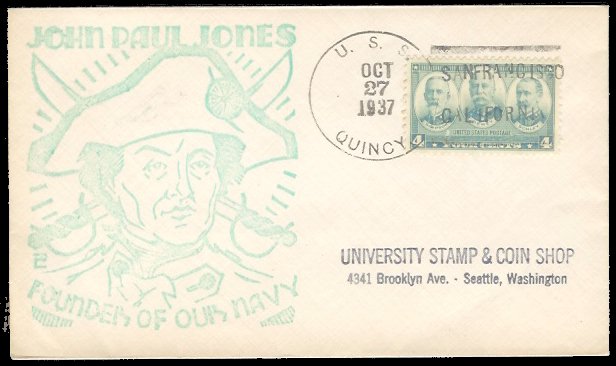 JOHN PAUL JONES
FOUNDER OF OUR NAVY
U. S. S.
OCT
27
1937
QUINCY
SAN FRANCISCO
CALIFORNIA
UNITED STATES POSTAGE
4 4
UNIVERSITY STAMP & COIN SHOP
4341 Brooklyn Ave. - Seattle, Washington